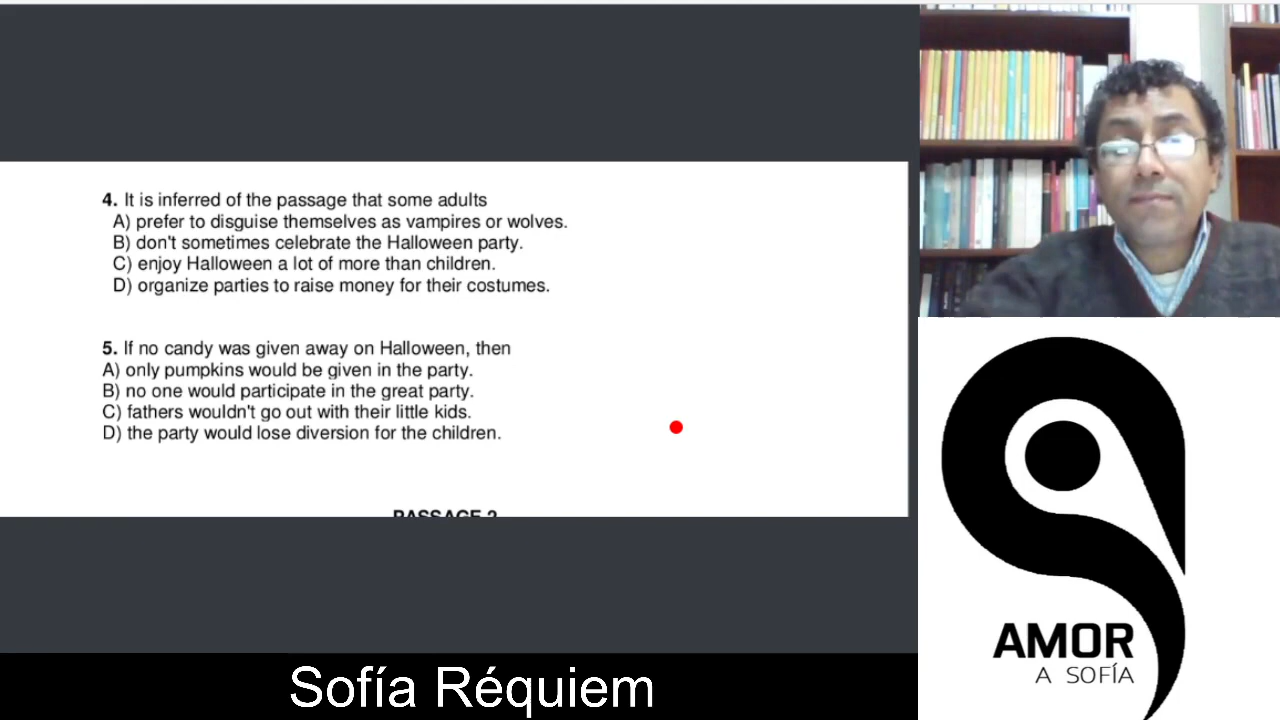 4. It is inferred of the passage that some adults
A) prefer to disguise themselves as vampires or wolves.
B) don't sometimes celebrate the Halloween party.
C) enjoy Halloween a lot of more than children.
D) organize parties to raise money for their costumes.
5. If no candy was given away on Halloween, then
A) only pumpkins would be given in the party.
B) no one would participate in the great party.
C) fathers wouldn't go out with their little kids.
D) the party would lose diversion for the children.
PASSAGE 2
AMOR
A SOFÍA
Sofía Réquiem